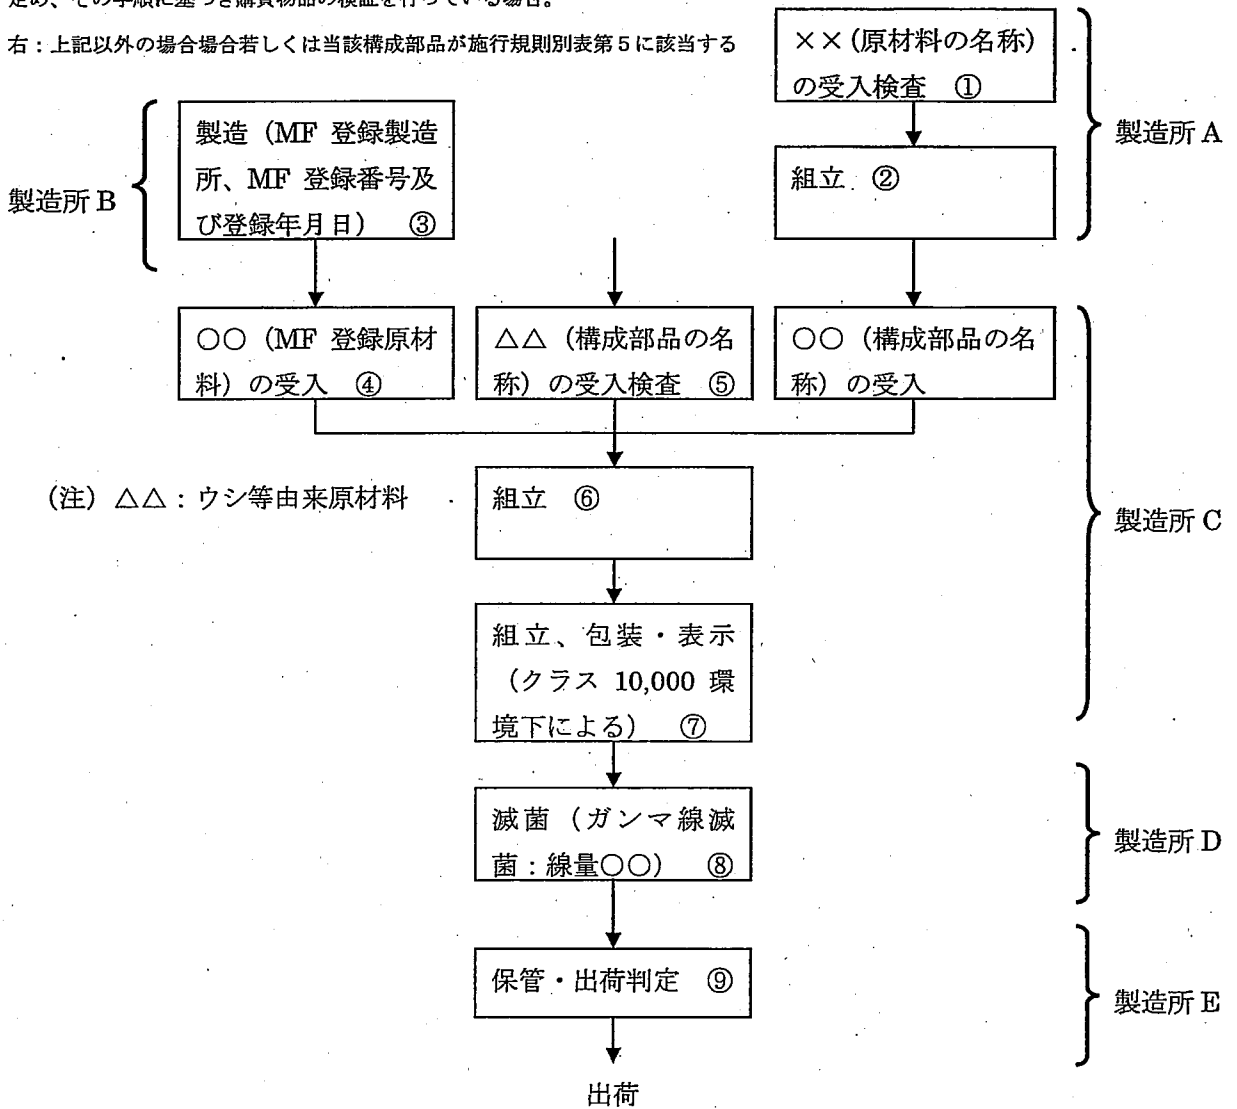 定め、その手順に基づき購買物品の検証を行っている場合。
右：上記以外の場合場合若しくは当該構成部品が施行規則別表第５に該当する
××(原材料の名称)
の受入検査 ①
製造所 A
組立 ②
製造所 B
製造（MF 登録製造
所、MF 登録番号及
び登録年月日） ③
○○（MF 登録原材
料）の受入 ④
△△（構成部品の名
称）の受入検査 ⑤
○○（構成部品の名
称）の受入
製造所 C
（注）△△：ウシ等由来原材料
組立 ⑥
組立、包装・表示
（クラス 10,000 環
境下による） ⑦
滅菌（ガンマ線滅
菌：線量○○） ⑧
製造所 D
保管・出荷判定 ⑨
製造所 E
出荷